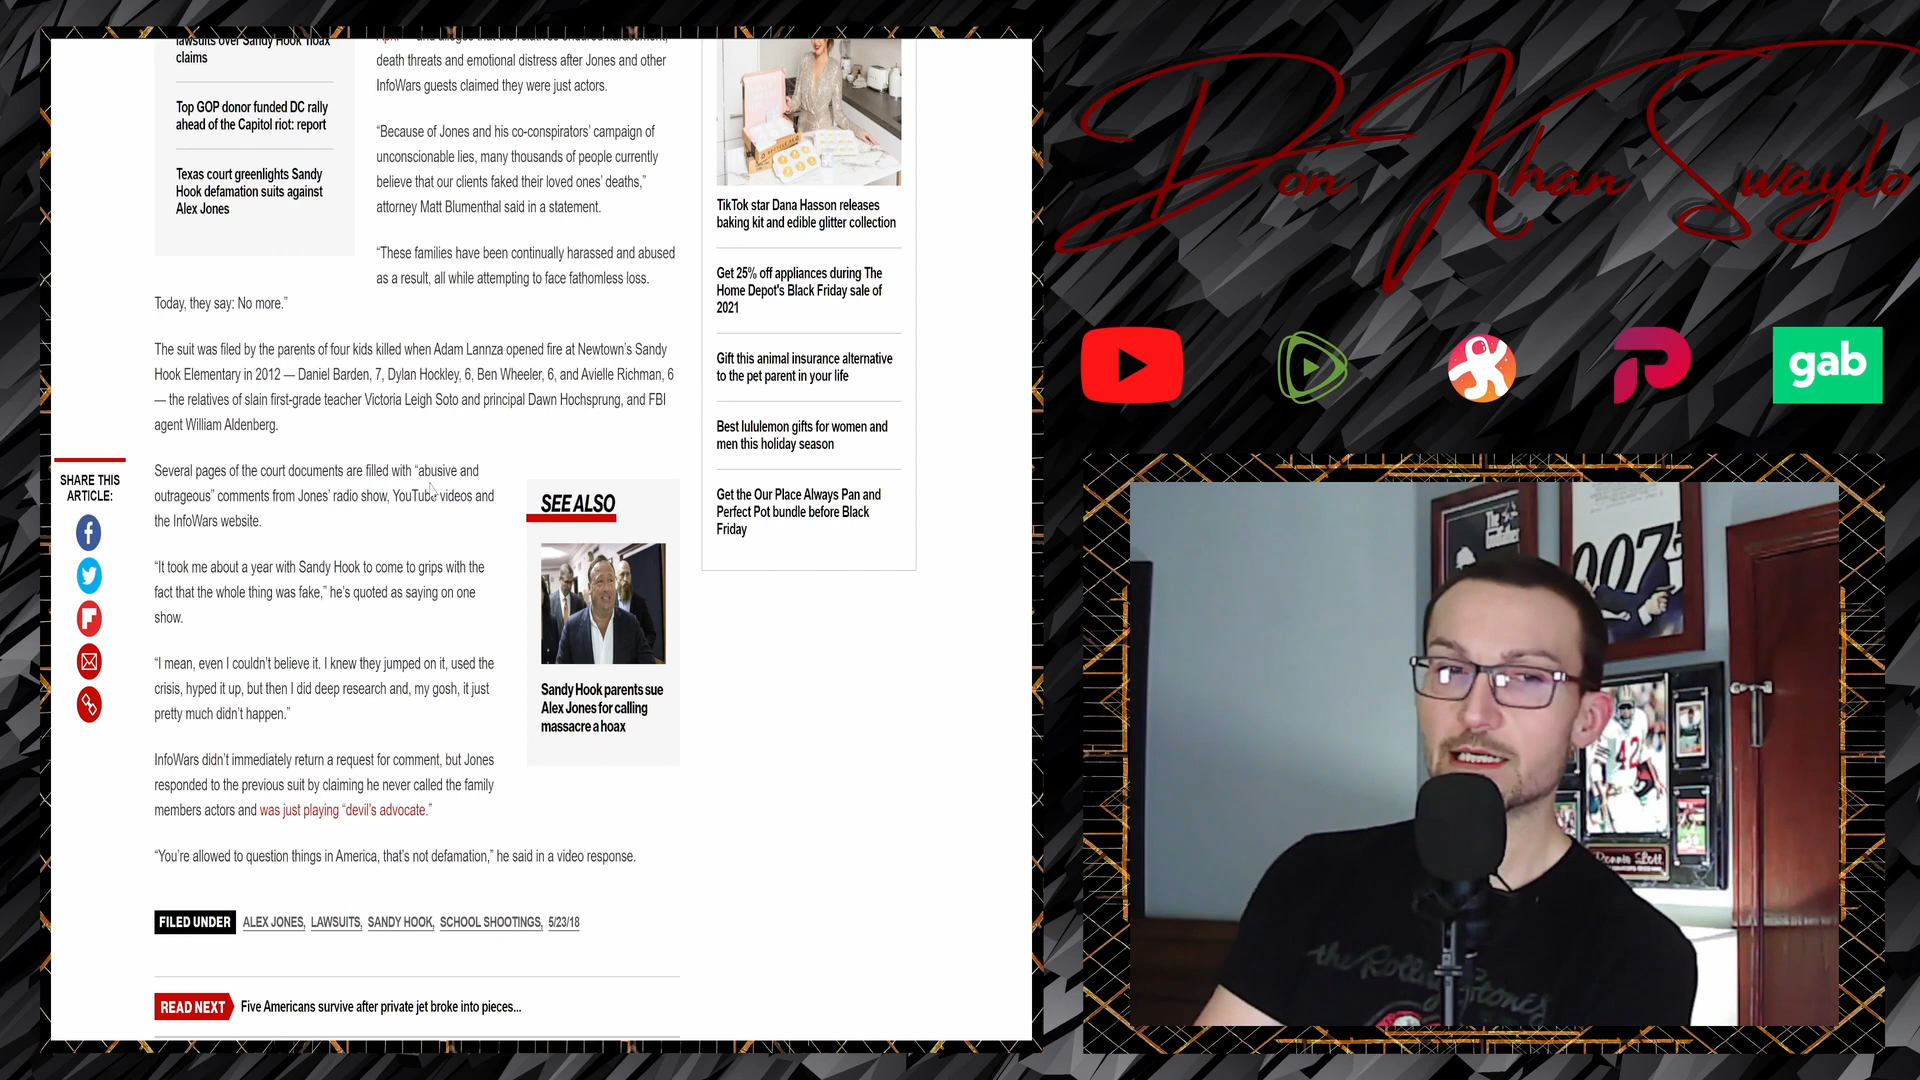 lawsuits over Sandy Hook 'hoax'
claims
Top GOP donor funded DC rally
ahead of the Capitol riot: report
Texas court greenlights Sandy
Hook defamation suits against
Alex Jones
death threats and emotional distress after Jones and other
InfoWars guests claimed they were just actors.
“Because of Jones and his co-conspirators’ campaign of
unconscionable lies, many thousands of people currently
believe that our clients faked their loved ones’ deaths,”
attorney Matt Blumenthal said in a statement.
“These families have been continually harassed and abused
as a result, all while attempting to face fathomless loss.
Today, they say: No more.”
The suit was filed by the parents of four kids killed when Adam Lannza opened fire at Newtown’s Sandy
Hook Elementary in 2012 — Daniel Barden, 7, Dylan Hockley, 6, Ben Wheeler, 6, and Avielle Richman, 6
— the relatives of slain first-grade teacher Victoria Leigh Soto and principal Dawn Hochsprung, and FBI
agent William Aldenberg.
SHARE THIS
ARTICLE:
Several pages of the court documents are filled with “abusive and
outrageous” comments from Jones’ radio show, YouTube videos and
the InfoWars website.
“It took me about a year with Sandy Hook to come to grips with the
fact that the whole thing was fake,” he’s quoted as saying on one
show.
“I mean, even I couldn’t believe it. I knew they jumped on it, used the
crisis, hyped it up, but then I did deep research and, my gosh, it just
pretty much didn’t happen.”
InfoWars didn’t immediately return a request for comment, but Jones
responded to the previous suit by claiming he never called the family
members actors and was just playing “devil’s advocate.”
“You’re allowed to question things in America, that’s not defamation,” he said in a video response.
SEE ALSO
Sandy Hook parents sue
Alex Jones for calling
massacre a hoax
FILED UNDER ALEX JONES, LAWSUITS, SANDY HOOK, SCHOOL SHOOTINGS, 5/23/18
READ NEXT Five Americans survive after private jet broke into pieces...
TikTok star Dana Hasson releases
baking kit and edible glitter collection
Get 25% off appliances during The
Home Depot's Black Friday sale of
2021
Gift this animal insurance alternative
to the pet parent in your life
Best lululemon gifts for women and
men this holiday season
Get the Our Place Always Pan and
Perfect Pot bundle before Black
Friday
Don Khan Swaylo
gab
007
42
Ronnie Lott
the Rolling Stones